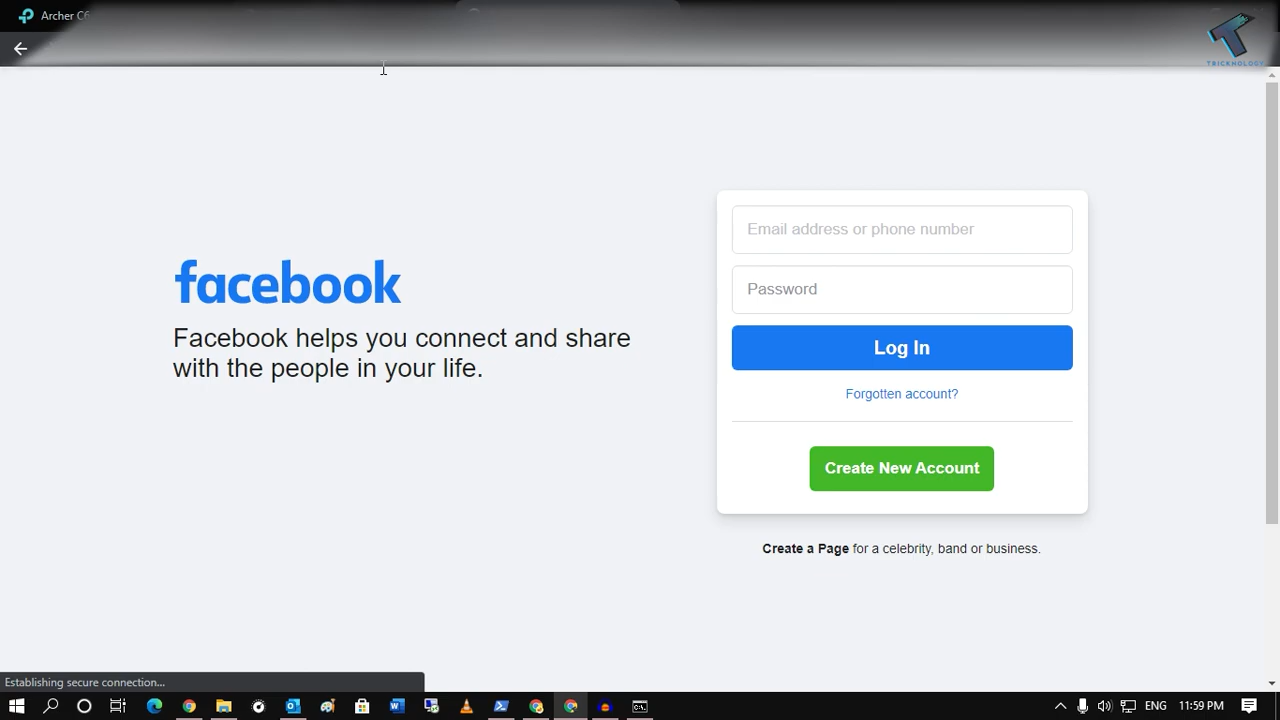 Archer C6
TRICKNOLOGY
facebook
Facebook helps you connect and share
with the people in your life.
Email address or phone number
Password
Log In
Forgotten account?
Create New Account
Create a Page for a celebrity, band or business.
Establishing secure connection...
ENG
11:59 PM